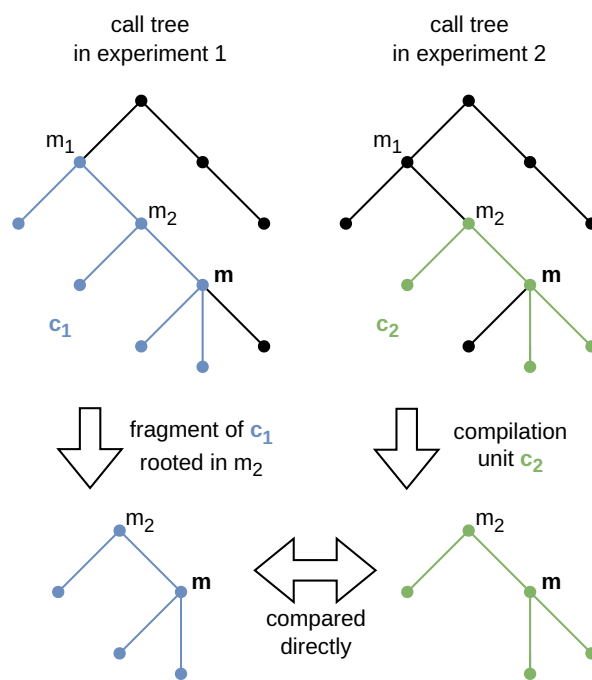 call tree
in experiment 1
call tree
in experiment 2
m₁
m₂
m
c₁
m₁
m₂
m
c₂
fragment of c₁
rooted in m₂
compilation
unit c₂
m₂
m
compared
directly
m₂
m